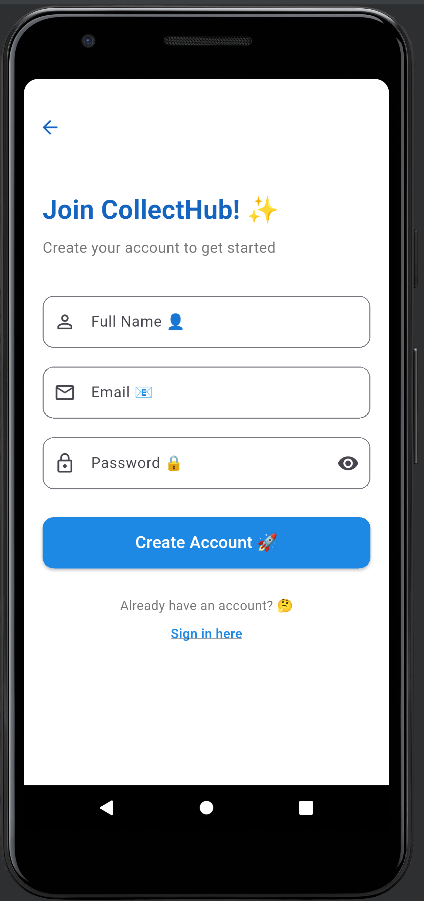 Join CollectHub! ✨
Create your account to get started
Full Name 👤
Email 📧
Password 🔒
Create Account 🚀
Already have an account? 🤔
Sign in here